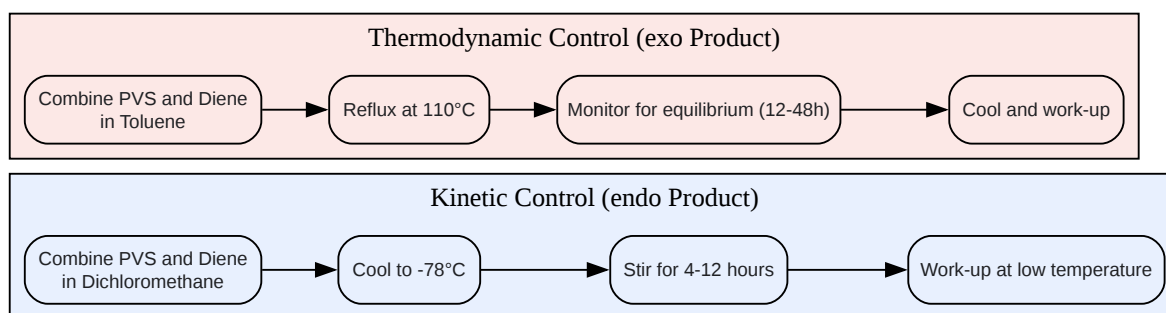 Thermodynamic Control (exo Product)
Combine PVS and Diene
in Toluene
Reflux at 110°C
Monitor for equilibrium (12-48h)
Cool and work-up
Kinetic Control (endo Product)
Combine PVS and Diene
in Dichloromethane
Cool to -78°C
Stir for 4-12 hours
Work-up at low temperature